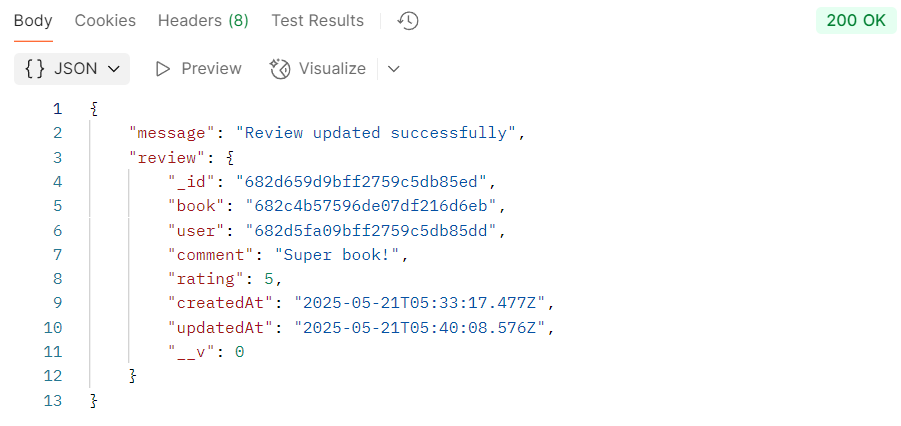 Body Cookies Headers (8) Test Results 200 OK
{} JSON Preview Visualize
1 {
2 "message": "Review updated successfully",
3 "review": {
4 "_id": "682d659d9bff2759c5db85ed",
5 "book": "682c4b57596de07df216d6eb",
6 "user": "682d5fa09bff2759c5db85dd",
7 "comment": "Super book!",
8 "rating": 5,
9 "createdAt": "2025-05-21T05:33:17.477Z",
10 "updatedAt": "2025-05-21T05:40:08.576Z",
11 "__v": 0
12 }
13 }